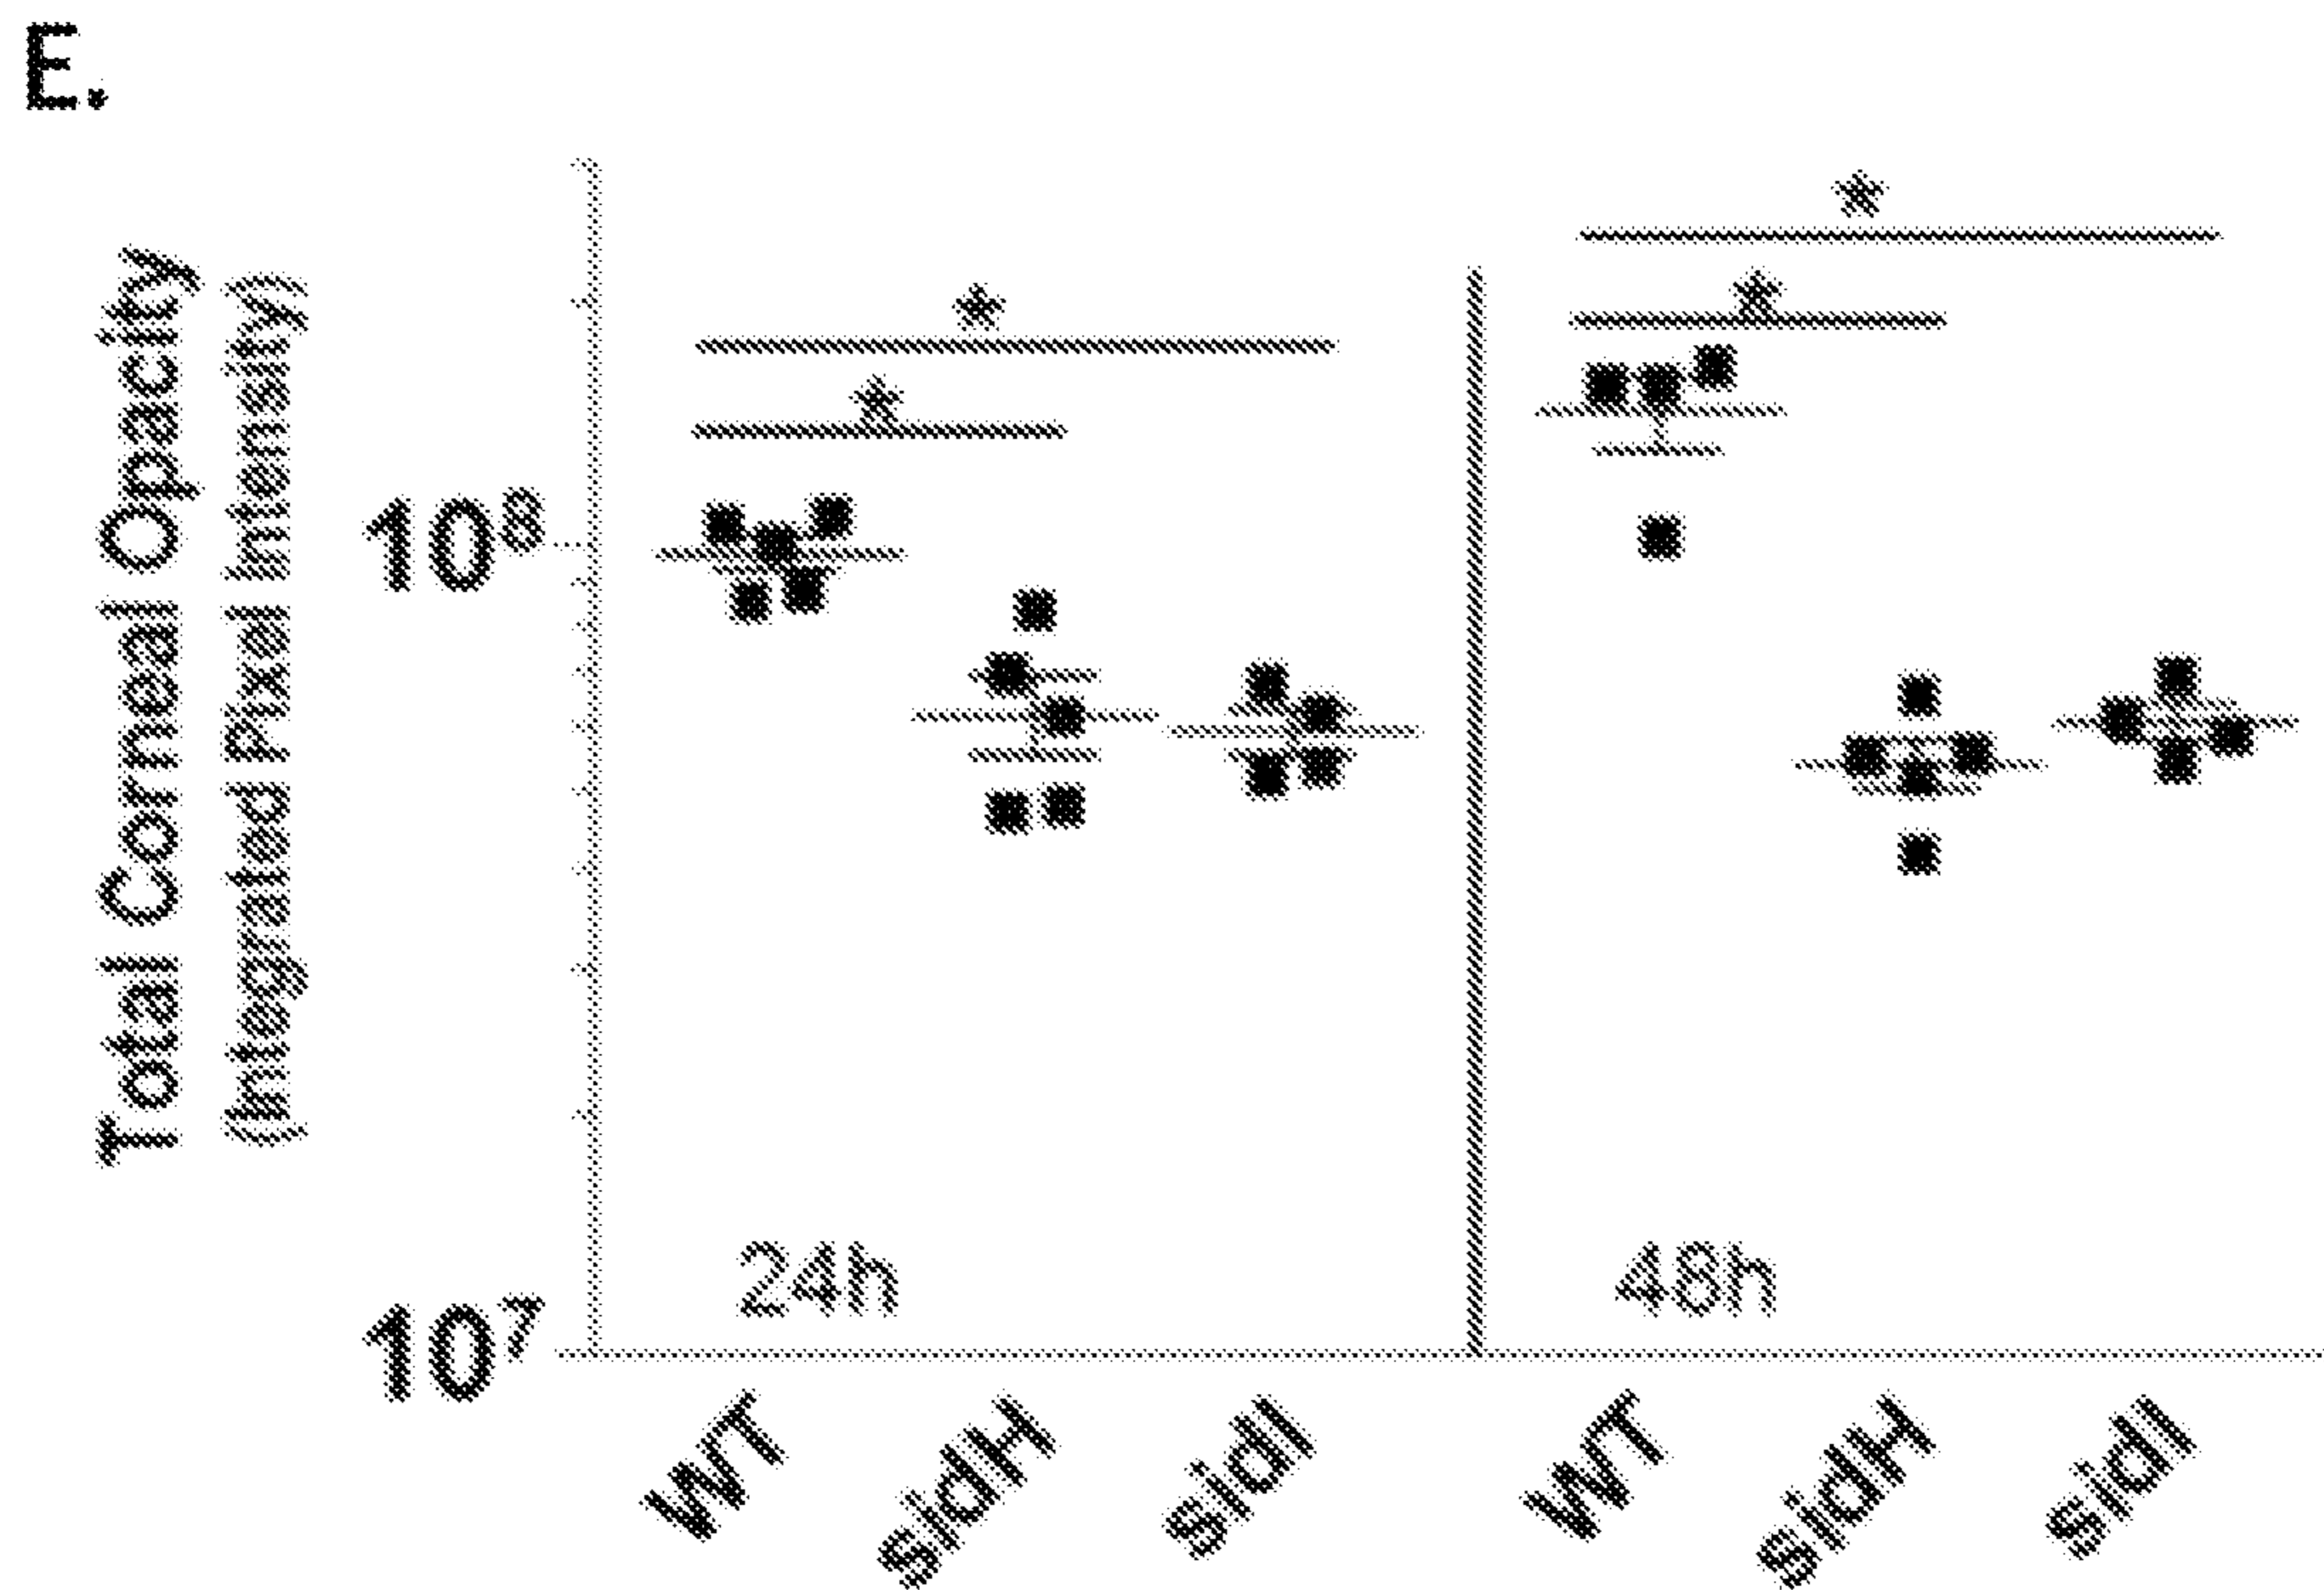 E.
Total Corneal Opacity
(Integrated Pixel Intensity)
10⁸
10⁷
*
*
*
*
24h
48h
WT
sidH
sidI
WT
sidH
sidI